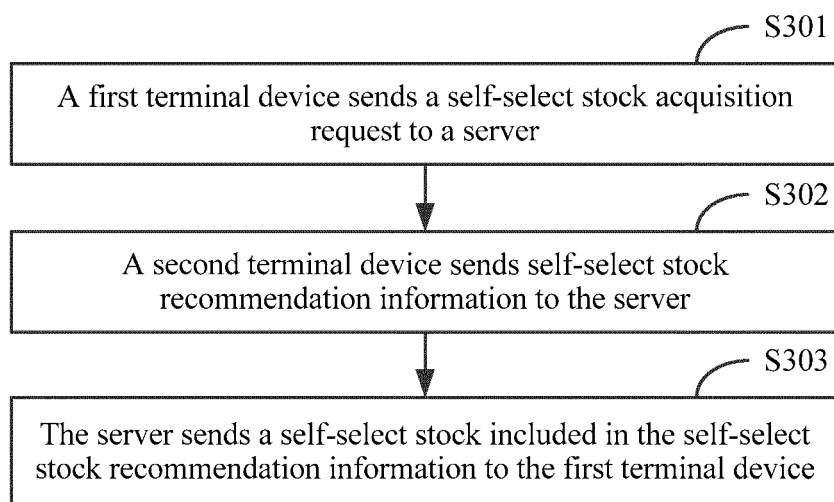 S301
A first terminal device sends a self-select stock acquisition
request to a server
S302
A second terminal device sends self-select stock
recommendation information to the server
S303
The server sends a self-select stock included in the self-select
stock recommendation information to the first terminal device